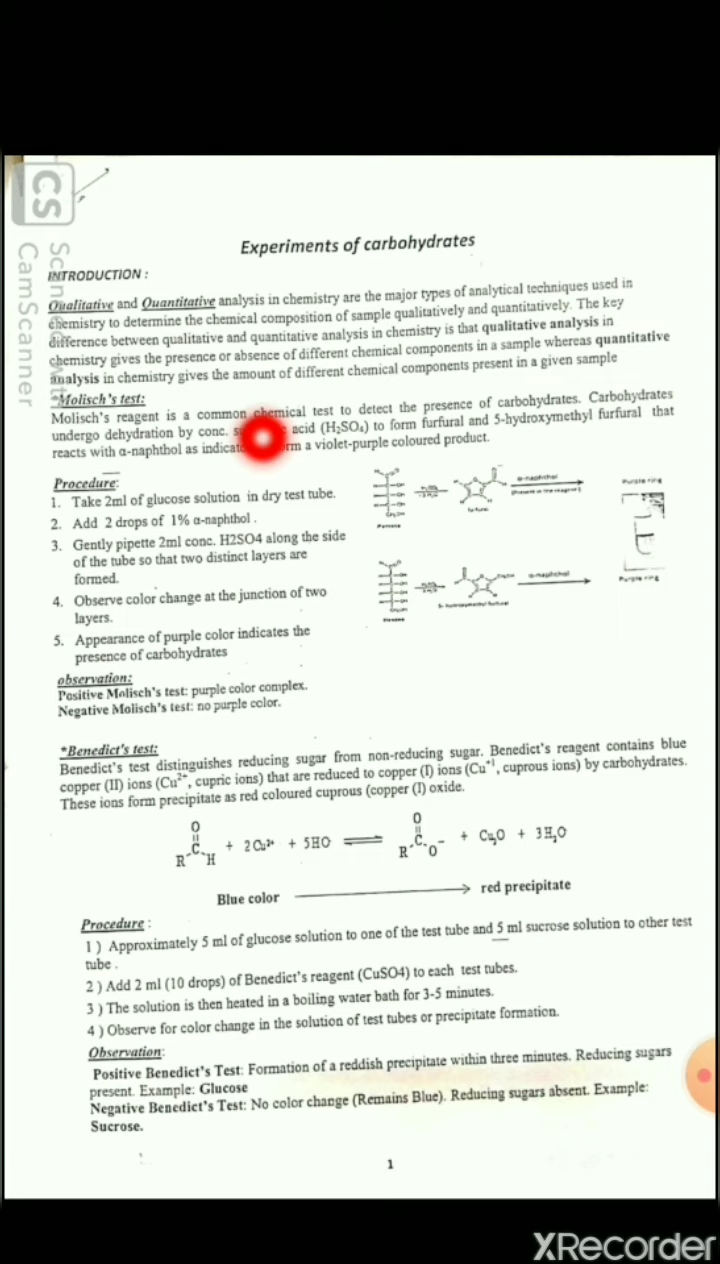 CS
Scanned with
CamScanner
Experiments of carbohydrates
INTRODUCTION :
Qualitative and Quantitative analysis in chemistry are the major types of analytical techniques used in
chemistry to determine the chemical composition of sample qualitatively and quantitatively. The key
difference between qualitative and quantitative analysis in chemistry is that qualitative analysis in
chemistry gives the presence or absence of different chemical components in a sample whereas quantitative
analysis in chemistry gives the amount of different chemical components present in a given sample
*Molisch's test:
Molisch's reagent is a common chemical test to detect the presence of carbohydrates. Carbohydrates
undergo dehydration by conc. acid (H₂SO₄) to form furfural and 5-hydroxymethyl furfural that
reacts with α-naphthol as a violet-purple coloured product.
Procedure:
1. Take 2ml of glucose solution in dry test tube.
2. Add 2 drops of 1% α-naphthol .
3. Gently pipette 2ml conc. H2SO4 along the side
of the tube so that two distinct layers are
formed.
4. Observe color change at the junction of two
layers.
5. Appearance of purple color indicates the
presence of carbohydrates
α-naphthol
Purple ring
furfural
Pentose
α-naphthol
Purple ring
5- hydroxymethyl furfural
Hexose
observation:
Positive Molisch's test: purple color complex.
Negative Molisch's test: no purple color.
*Benedict's test:
Benedict's test distinguishes reducing sugar from non-reducing sugar. Benedict's reagent contains blue
copper (II) ions (Cu²⁺, cupric ions) that are reduced to copper (I) ions (Cu⁺¹, cuprous ions) by carbohydrates.
These ions form precipitate as red coloured cuprous (copper (I) oxide.
O O
R C H + 2 Cu²⁺ + 5HO ⇌ R C O⁻ + Cu₂O + 3H₂O
Blue color → red precipitate
Procedure :
1 ) Approximately 5 ml of glucose solution to one of the test tube and 5 ml sucrose solution to other test
tube .
2 ) Add 2 ml (10 drops) of Benedict's reagent (CuSO4) to each test tubes.
3 ) The solution is then heated in a boiling water bath for 3-5 minutes.
4 ) Observe for color change in the solution of test tubes or precipitate formation.
Observation:
Positive Benedict's Test: Formation of a reddish precipitate within three minutes. Reducing sugars
present. Example: Glucose
Negative Benedict's Test: No color change (Remains Blue). Reducing sugars absent. Example:
Sucrose.
1
XRecorder